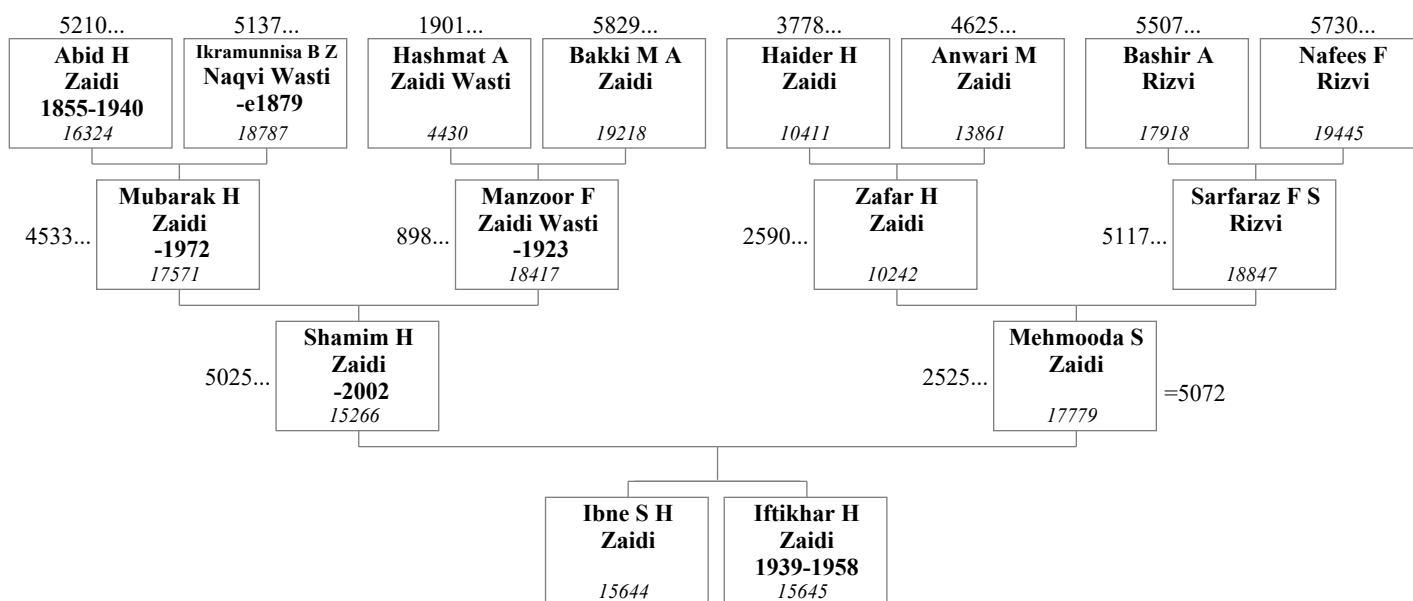 5210...
5137...
1901...
5829...
3778...
4625...
5507...
5730...
Abid H
Zaidi
1855-1940
16324
Ikramunnisa B Z
Naqvi Wasti
-e1879
18787
Hashmat A
Zaidi Wasti
4430
Bakki M A
Zaidi
19218
Haider H
Zaidi
10411
Anwari M
Zaidi
13861
Bashir A
Rizvi
17918
Nafees F
Rizvi
19445
4533...
Mubarak H
Zaidi
-1972
17571
898...
Manzoor F
Zaidi Wasti
-1923
18417
2590...
Zafar H
Zaidi
10242
5117...
Sarfaraz F S
Rizvi
18847
5025...
Shamim H
Zaidi
-2002
15266
2525...
Mehmooda S
Zaidi
17779
=5072
Ibne S H
Zaidi
15644
Iftikhar H
Zaidi
1939-1958
15645